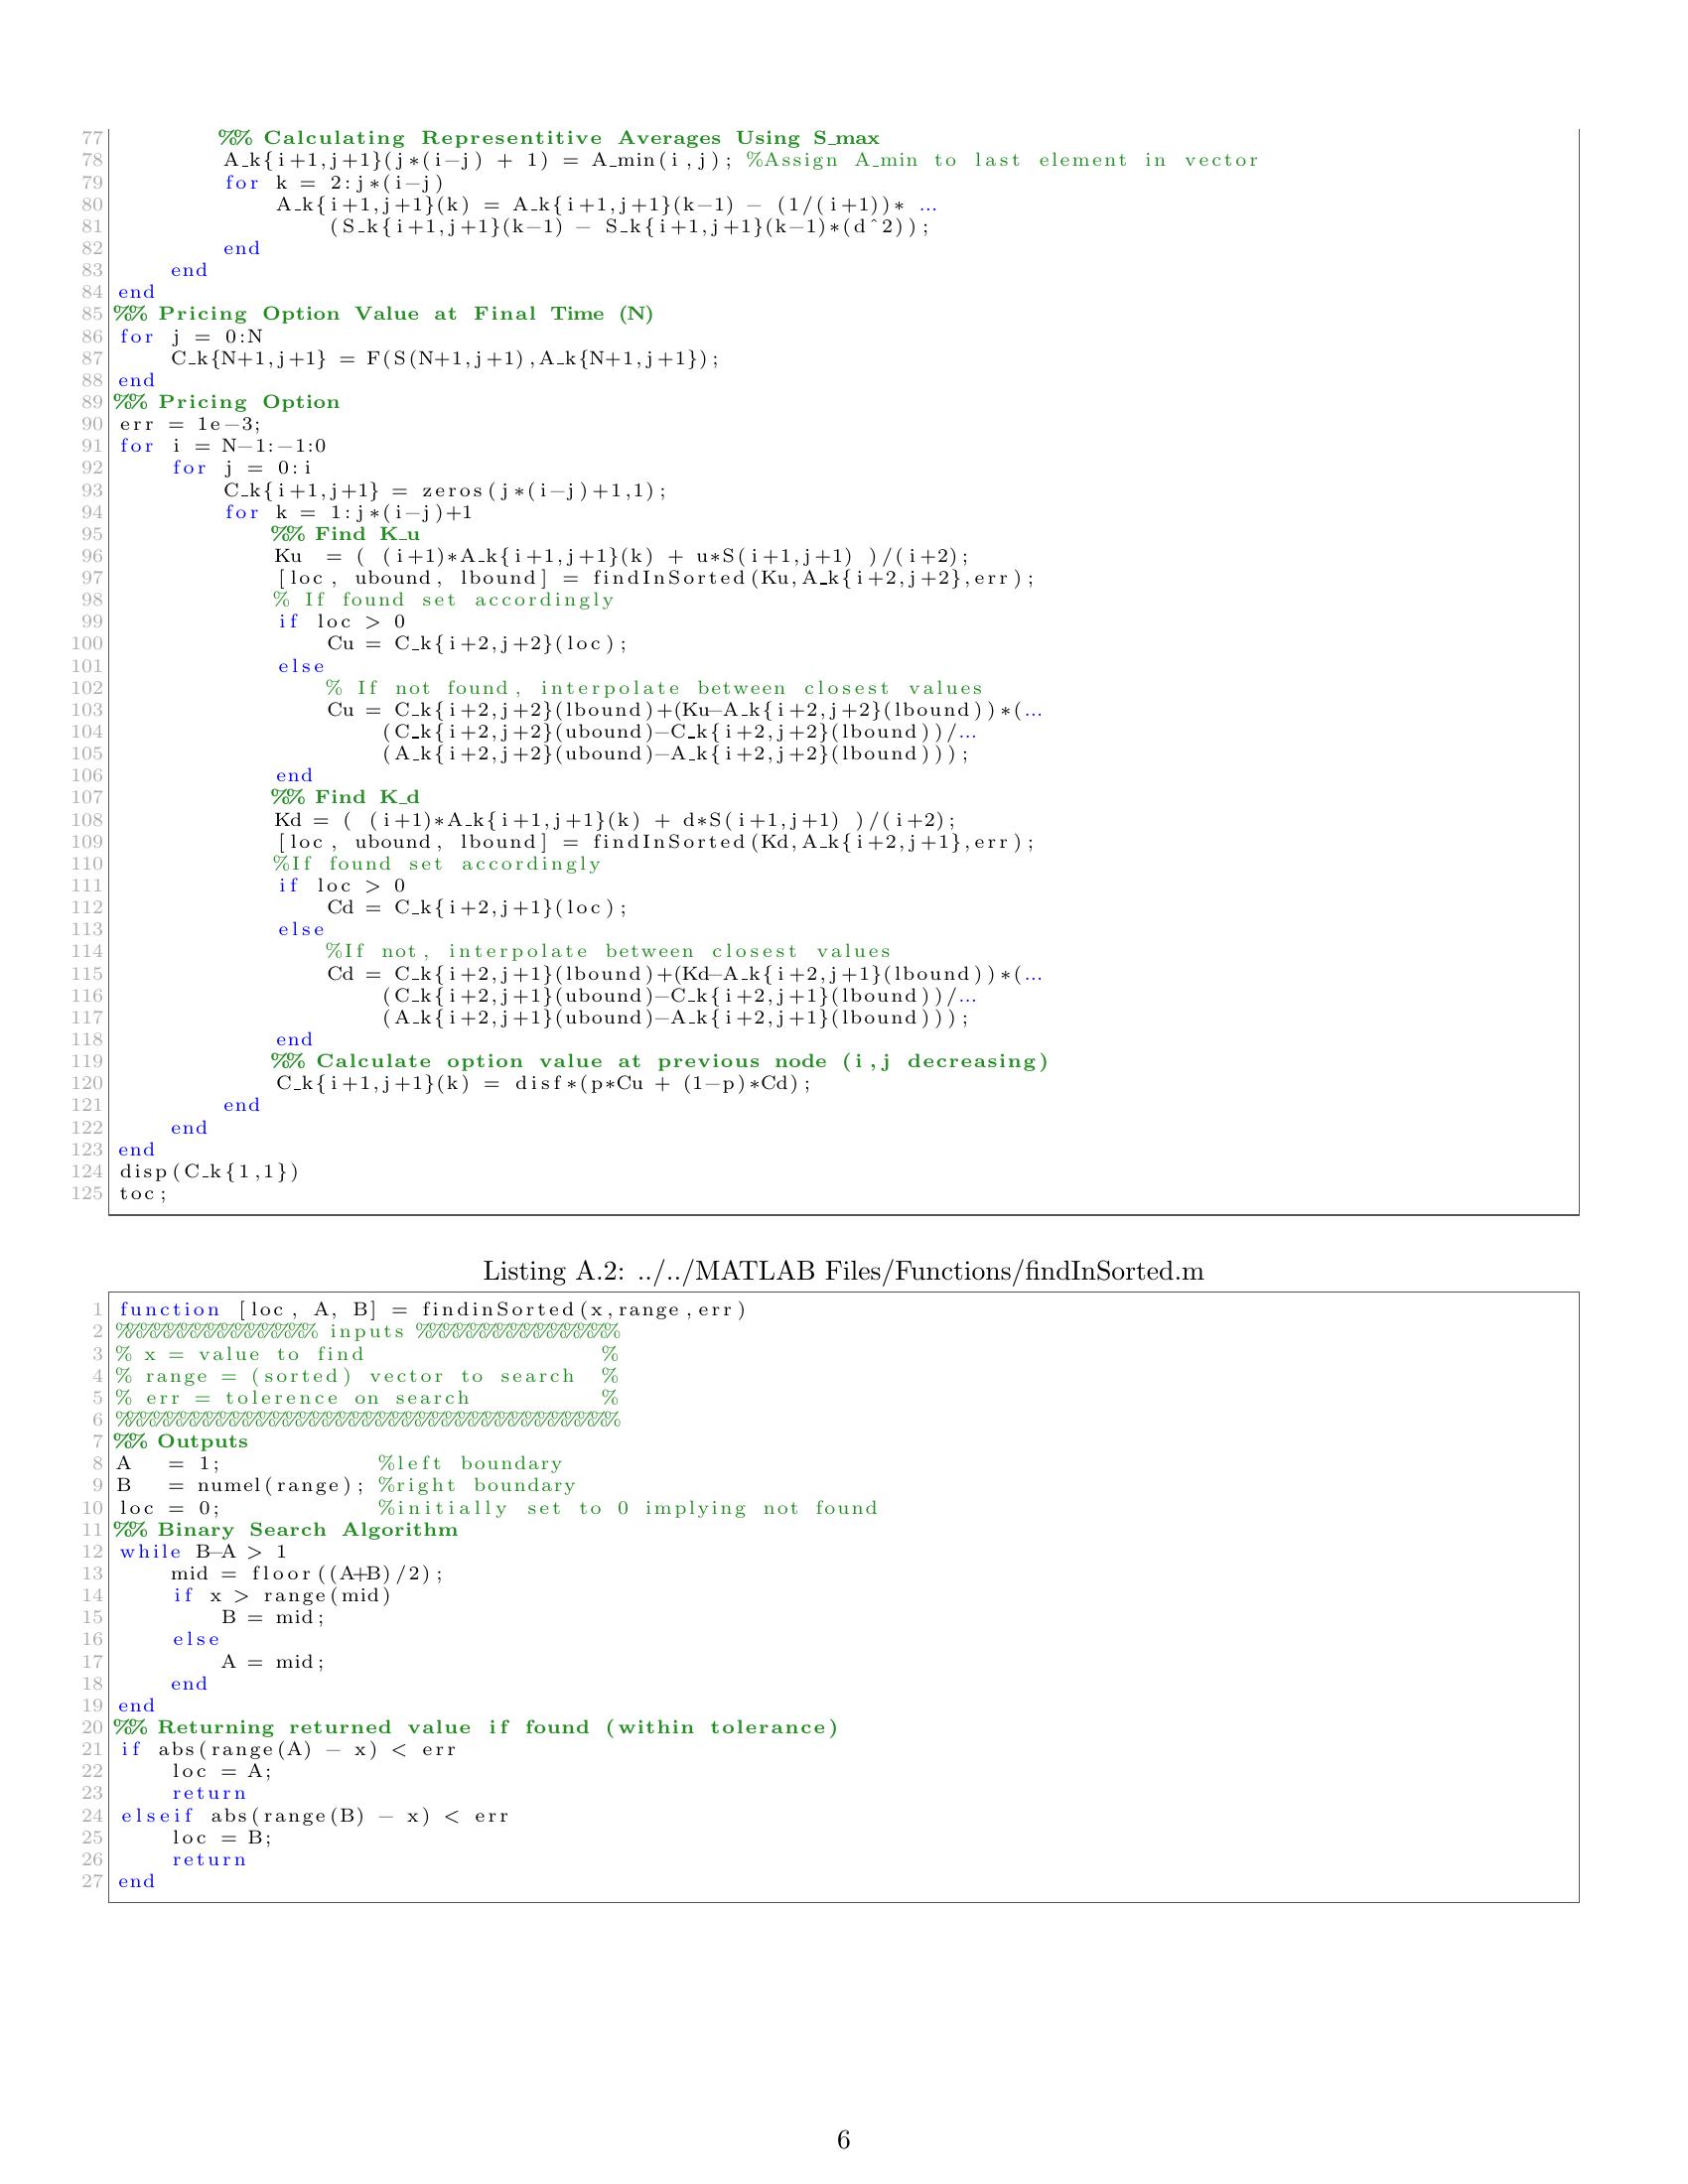 77 %% Calculating Representitive Averages Using S_max
78 A_k{i+1,j+1}(j*(i-j) + 1) = A_min(i,j); %Assign A_min to last element in vector
79 for k = 2:j*(i-j)
80 A_k{i+1,j+1}(k) = A_k{i+1,j+1}(k-1) - (1/(i+1))* ...
81 (S_k{i+1,j+1}(k-1) - S_k{i+1,j+1}(k-1)*(d^2));
82 end
83 end
84 end
85 %% Pricing Option Value at Final Time (N)
86 for j = 0:N
87 C_k{N+1,j+1} = F(S(N+1,j+1),A_k{N+1,j+1});
88 end
89 %% Pricing Option
90 err = 1e-3;
91 for i = N-1:-1:0
92 for j = 0:i
93 C_k{i+1,j+1} = zeros(j*(i-j)+1,1);
94 for k = 1:j*(i-j)+1
95 %% Find K_u
96 Ku = ( (i+1)*A_k{i+1,j+1}(k) + u*S(i+1,j+1) )/(i+2);
97 [loc, ubound, lbound] = findInSorted(Ku,A_k{i+2,j+2},err);
98 % If found set accordingly
99 if loc > 0
100 Cu = C_k{i+2,j+2}(loc);
101 else
102 % If not found, interpolate between closest values
103 Cu = C_k{i+2,j+2}(lbound)+(Ku-A_k{i+2,j+2}(lbound))*(...
104 (C_k{i+2,j+2}(ubound)-C_k{i+2,j+2}(lbound))/...
105 (A_k{i+2,j+2}(ubound)-A_k{i+2,j+2}(lbound)));
106 end
107 %% Find K_d
108 Kd = ( (i+1)*A_k{i+1,j+1}(k) + d*S(i+1,j+1) )/(i+2);
109 [loc, ubound, lbound] = findInSorted(Kd,A_k{i+2,j+1},err);
110 %If found set accordingly
111 if loc > 0
112 Cd = C_k{i+2,j+1}(loc);
113 else
114 %If not, interpolate between closest values
115 Cd = C_k{i+2,j+1}(lbound)+(Kd-A_k{i+2,j+1}(lbound))*(...
116 (C_k{i+2,j+1}(ubound)-C_k{i+2,j+1}(lbound))/...
117 (A_k{i+2,j+1}(ubound)-A_k{i+2,j+1}(lbound)));
118 end
119 %% Calculate option value at previous node (i,j decreasing)
120 C_k{i+1,j+1}(k) = disf*(p*Cu + (1-p)*Cd);
121 end
122 end
123 end
124 disp(C_k{1,1})
125 toc;
Listing A.2: ../../MATLAB Files/Functions/findInSorted.m
1 function [loc, A, B] = findinSorted(x,range,err)
2 %%%%%%%%%%%%%%% inputs %%%%%%%%%%%%%%%
3 % x = value to find %
4 % range = (sorted) vector to search %
5 % err = tolerence on search %
6 %%%%%%%%%%%%%%%%%%%%%%%%%%%%%%%%%%%%%%
7 %% Outputs
8 A = 1; %left boundary
9 B = numel(range); %right boundary
10 loc = 0; %initially set to 0 implying not found
11 %% Binary Search Algorithm
12 while B-A > 1
13 mid = floor((A+B)/2);
14 if x > range(mid)
15 B = mid;
16 else
17 A = mid;
18 end
19 end
20 %% Returning returned value if found (within tolerance)
21 if abs(range(A) - x) < err
22 loc = A;
23 return
24 elseif abs(range(B) - x) < err
25 loc = B;
26 return
27 end
6